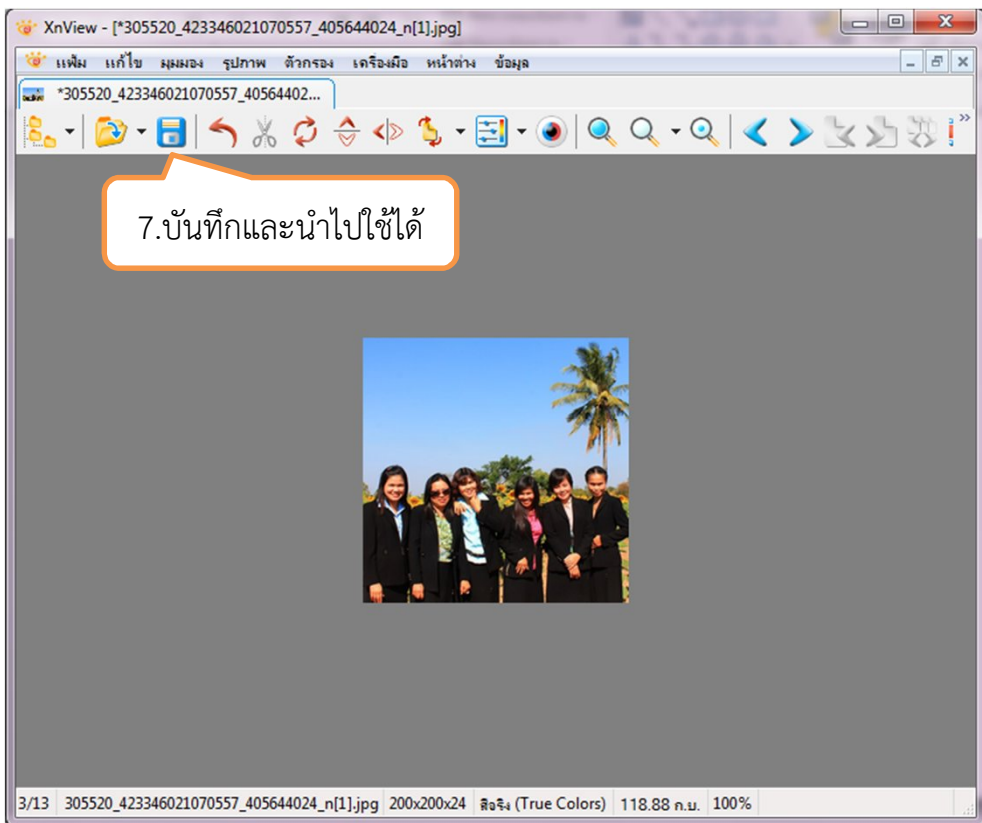 XnView - [*305520_423346021070557_405644024_n[1].jpg]
แฟ้ม แก้ไข มุมมอง รูปภาพ ตัวกรอง เครื่องมือ หน้าต่าง ข้อมูล
*305520_423346021070557_40564402...
7.บันทึกและนำไปใช้ได้
3/13 305520_423346021070557_405644024_n[1].jpg 200x200x24 สีจริง (True Colors) 118.88 ก.บ. 100%